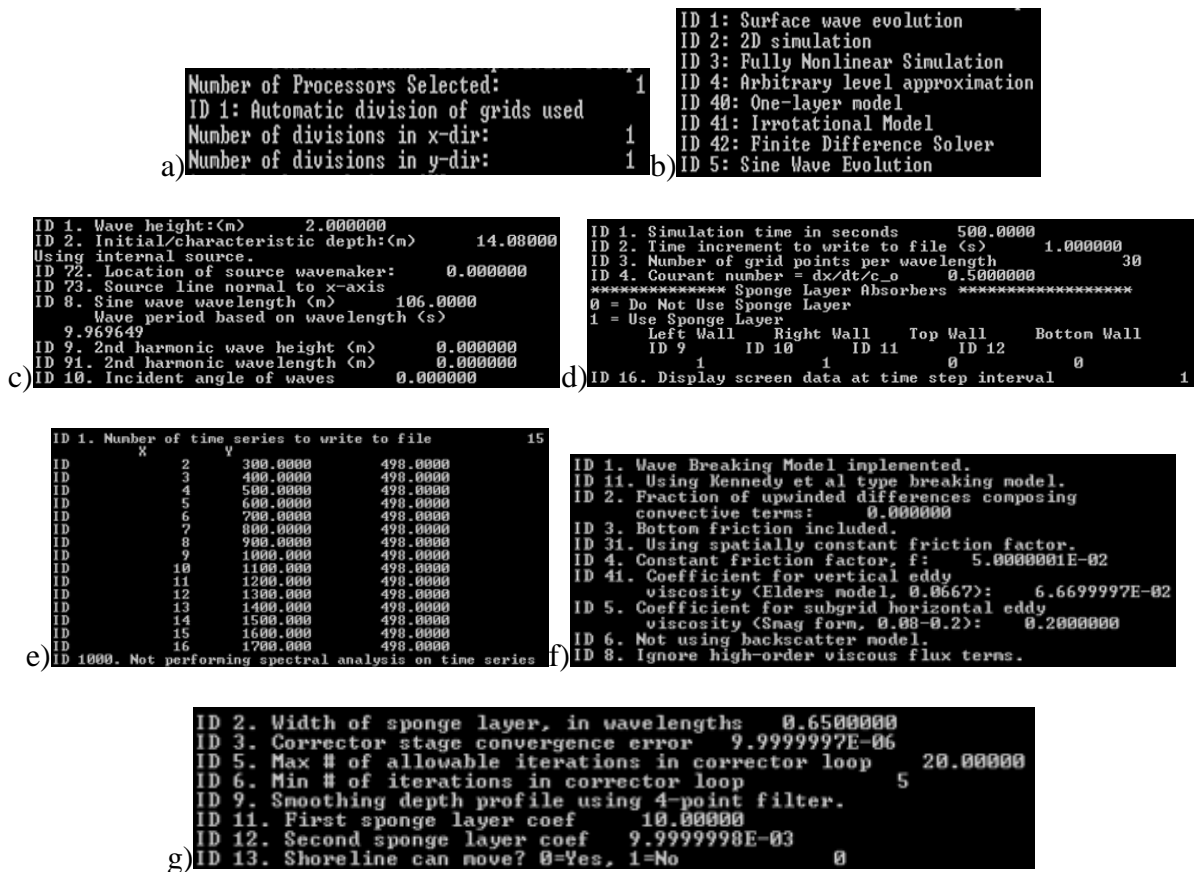 Number of Processors Selected: 1
ID 1: Automatic division of grids used
Number of divisions in x-dir: 1
Number of divisions in y-dir: 1
a)
ID 1: Surface wave evolution
ID 2: 2D simulation
ID 3: Fully Nonlinear Simulation
ID 4: Arbitrary level approximation
ID 40: One-layer model
ID 41: Irrotational Model
ID 42: Finite Difference Solver
ID 5: Sine Wave Evolution
b)
ID 1. Wave height:(m) 2.000000
ID 2. Initial/characteristic depth:(m) 14.08000
Using internal source.
ID 72. Location of source wavemaker: 0.000000
ID 73. Source line normal to x-axis
ID 8. Sine wave wavelength (m) 106.0000
Wave period based on wavelength (s)
9.969649
ID 9. 2nd harmonic wave height (m) 0.000000
ID 91. 2nd harmonic wavelength (m) 0.000000
c) ID 10. Incident angle of waves 0.000000
ID 1. Simulation time in seconds 500.0000
ID 2. Time increment to write to file (s) 1.000000
ID 3. Number of grid points per wavelength 30
ID 4. Courant number = dx/dt/c_o 0.5000000
************** Sponge Layer Absorbers ******************
0 = Do Not Use Sponge Layer
1 = Use Sponge Layer
Left Wall Right Wall Top Wall Bottom Wall
ID 9 ID 10 ID 11 ID 12
1 1 0 0
d) ID 16. Display screen data at time step interval 1
ID 1. Number of time series to write to file 15
X Y
ID 2 300.0000 498.0000
ID 3 400.0000 498.0000
ID 4 500.0000 498.0000
ID 5 600.0000 498.0000
ID 6 700.0000 498.0000
ID 7 800.0000 498.0000
ID 8 900.0000 498.0000
ID 9 1000.000 498.0000
ID 10 1100.000 498.0000
ID 11 1200.000 498.0000
ID 12 1300.000 498.0000
ID 13 1400.000 498.0000
ID 14 1500.000 498.0000
ID 15 1600.000 498.0000
ID 16 1700.000 498.0000
e) ID 1000. Not performing spectral analysis on time series
ID 1. Wave Breaking Model implemented.
ID 11. Using Kennedy et al type breaking model.
ID 2. Fraction of upwinded differences composing
convective terms: 0.000000
ID 3. Bottom friction included.
ID 31. Using spatially constant friction factor.
ID 4. Constant friction factor, f: 5.0000001E-02
ID 41. Coefficient for vertical eddy
viscosity (Elders model, 0.0667): 6.6699997E-02
ID 5. Coefficient for subgrid horizontal eddy
viscosity (Smag form, 0.08-0.2): 0.2000000
ID 6. Not using backscatter model.
f) ID 8. Ignore high-order viscous flux terms.
ID 2. Width of sponge layer, in wavelengths 0.6500000
ID 3. Corrector stage convergence error 9.9999997E-06
ID 5. Max # of allowable iterations in corrector loop 20.00000
ID 6. Min # of iterations in corrector loop 5
ID 9. Smoothing depth profile using 4-point filter.
ID 11. First sponge layer coef 10.00000
ID 12. Second sponge layer coef 9.9999998E-03
g) ID 13. Shoreline can move? 0=Yes, 1=No 0